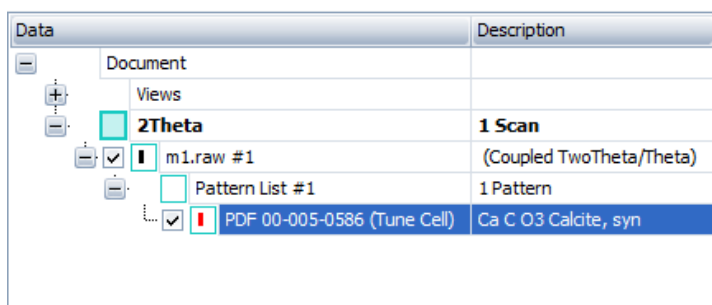 Data Description
Document
Views
2Theta 1 Scan
m1.raw #1 (Coupled TwoTheta/Theta)
Pattern List #1 1 Pattern
PDF 00-005-0586 (Tune Cell) Ca C O3 Calcite, syn